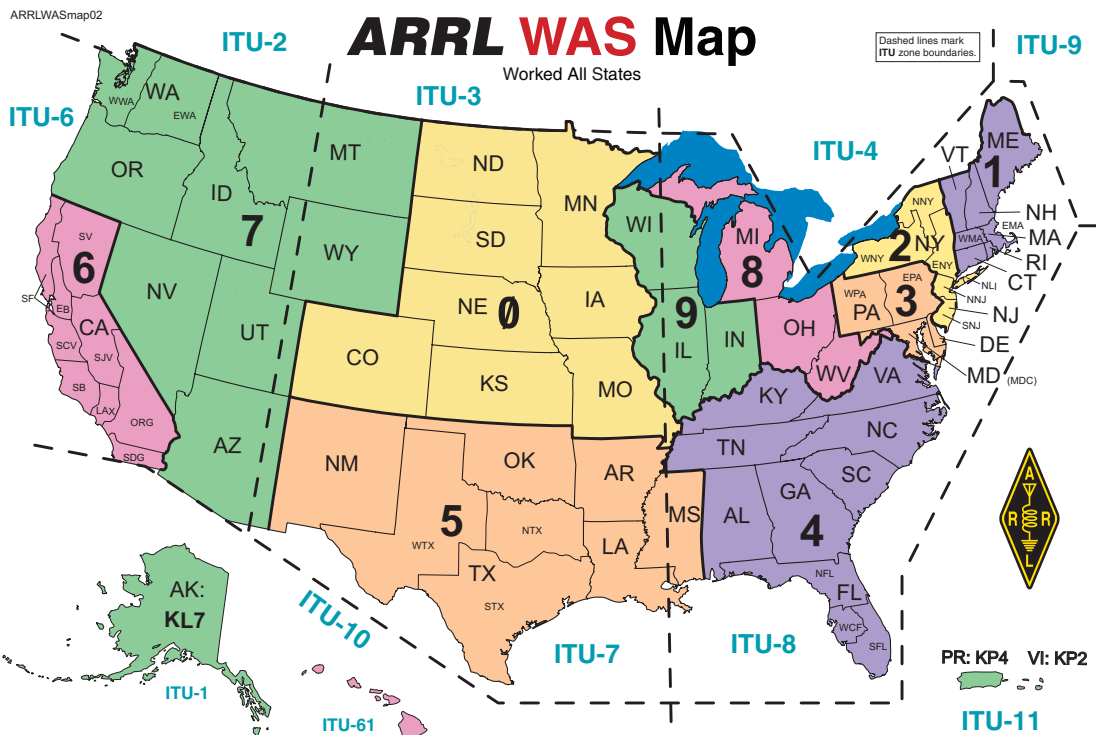 ARRLWASmap02
ARRL WAS Map
Worked All States
Dashed lines mark
ITU zone boundaries.
ITU-2
ITU-3
ITU-9
ITU-6
ITU-4
WA
WWA
EWA
OR
ID
MT
7
WY
NV
UT
AZ
6
SV
SF
EB
CA
SCV
SJV
SB
LAX
ORG
SDG
ND
SD
NE
0
MN
IA
CO
KS
MO
WI
9
IL
IN
MI
8
OH
WV
ME
1
VT
NH
EMA
MA
WMA
RI
CT
NNY
2
NY
WNY
ENY
NLI
NNJ
NJ
SNJ
EPA
WPA
PA
3
DE
MD (MDC)
KY
VA
TN
NC
SC
GA
AL
4
NFL
FL
WCF
SFL
NM
OK
AR
5
NTX
WTX
TX
STX
LA
MS
A
R R
L
AK:
KL7
ITU-1
ITU-10
ITU-61
ITU-7
ITU-8
PR: KP4 VI: KP2
ITU-11